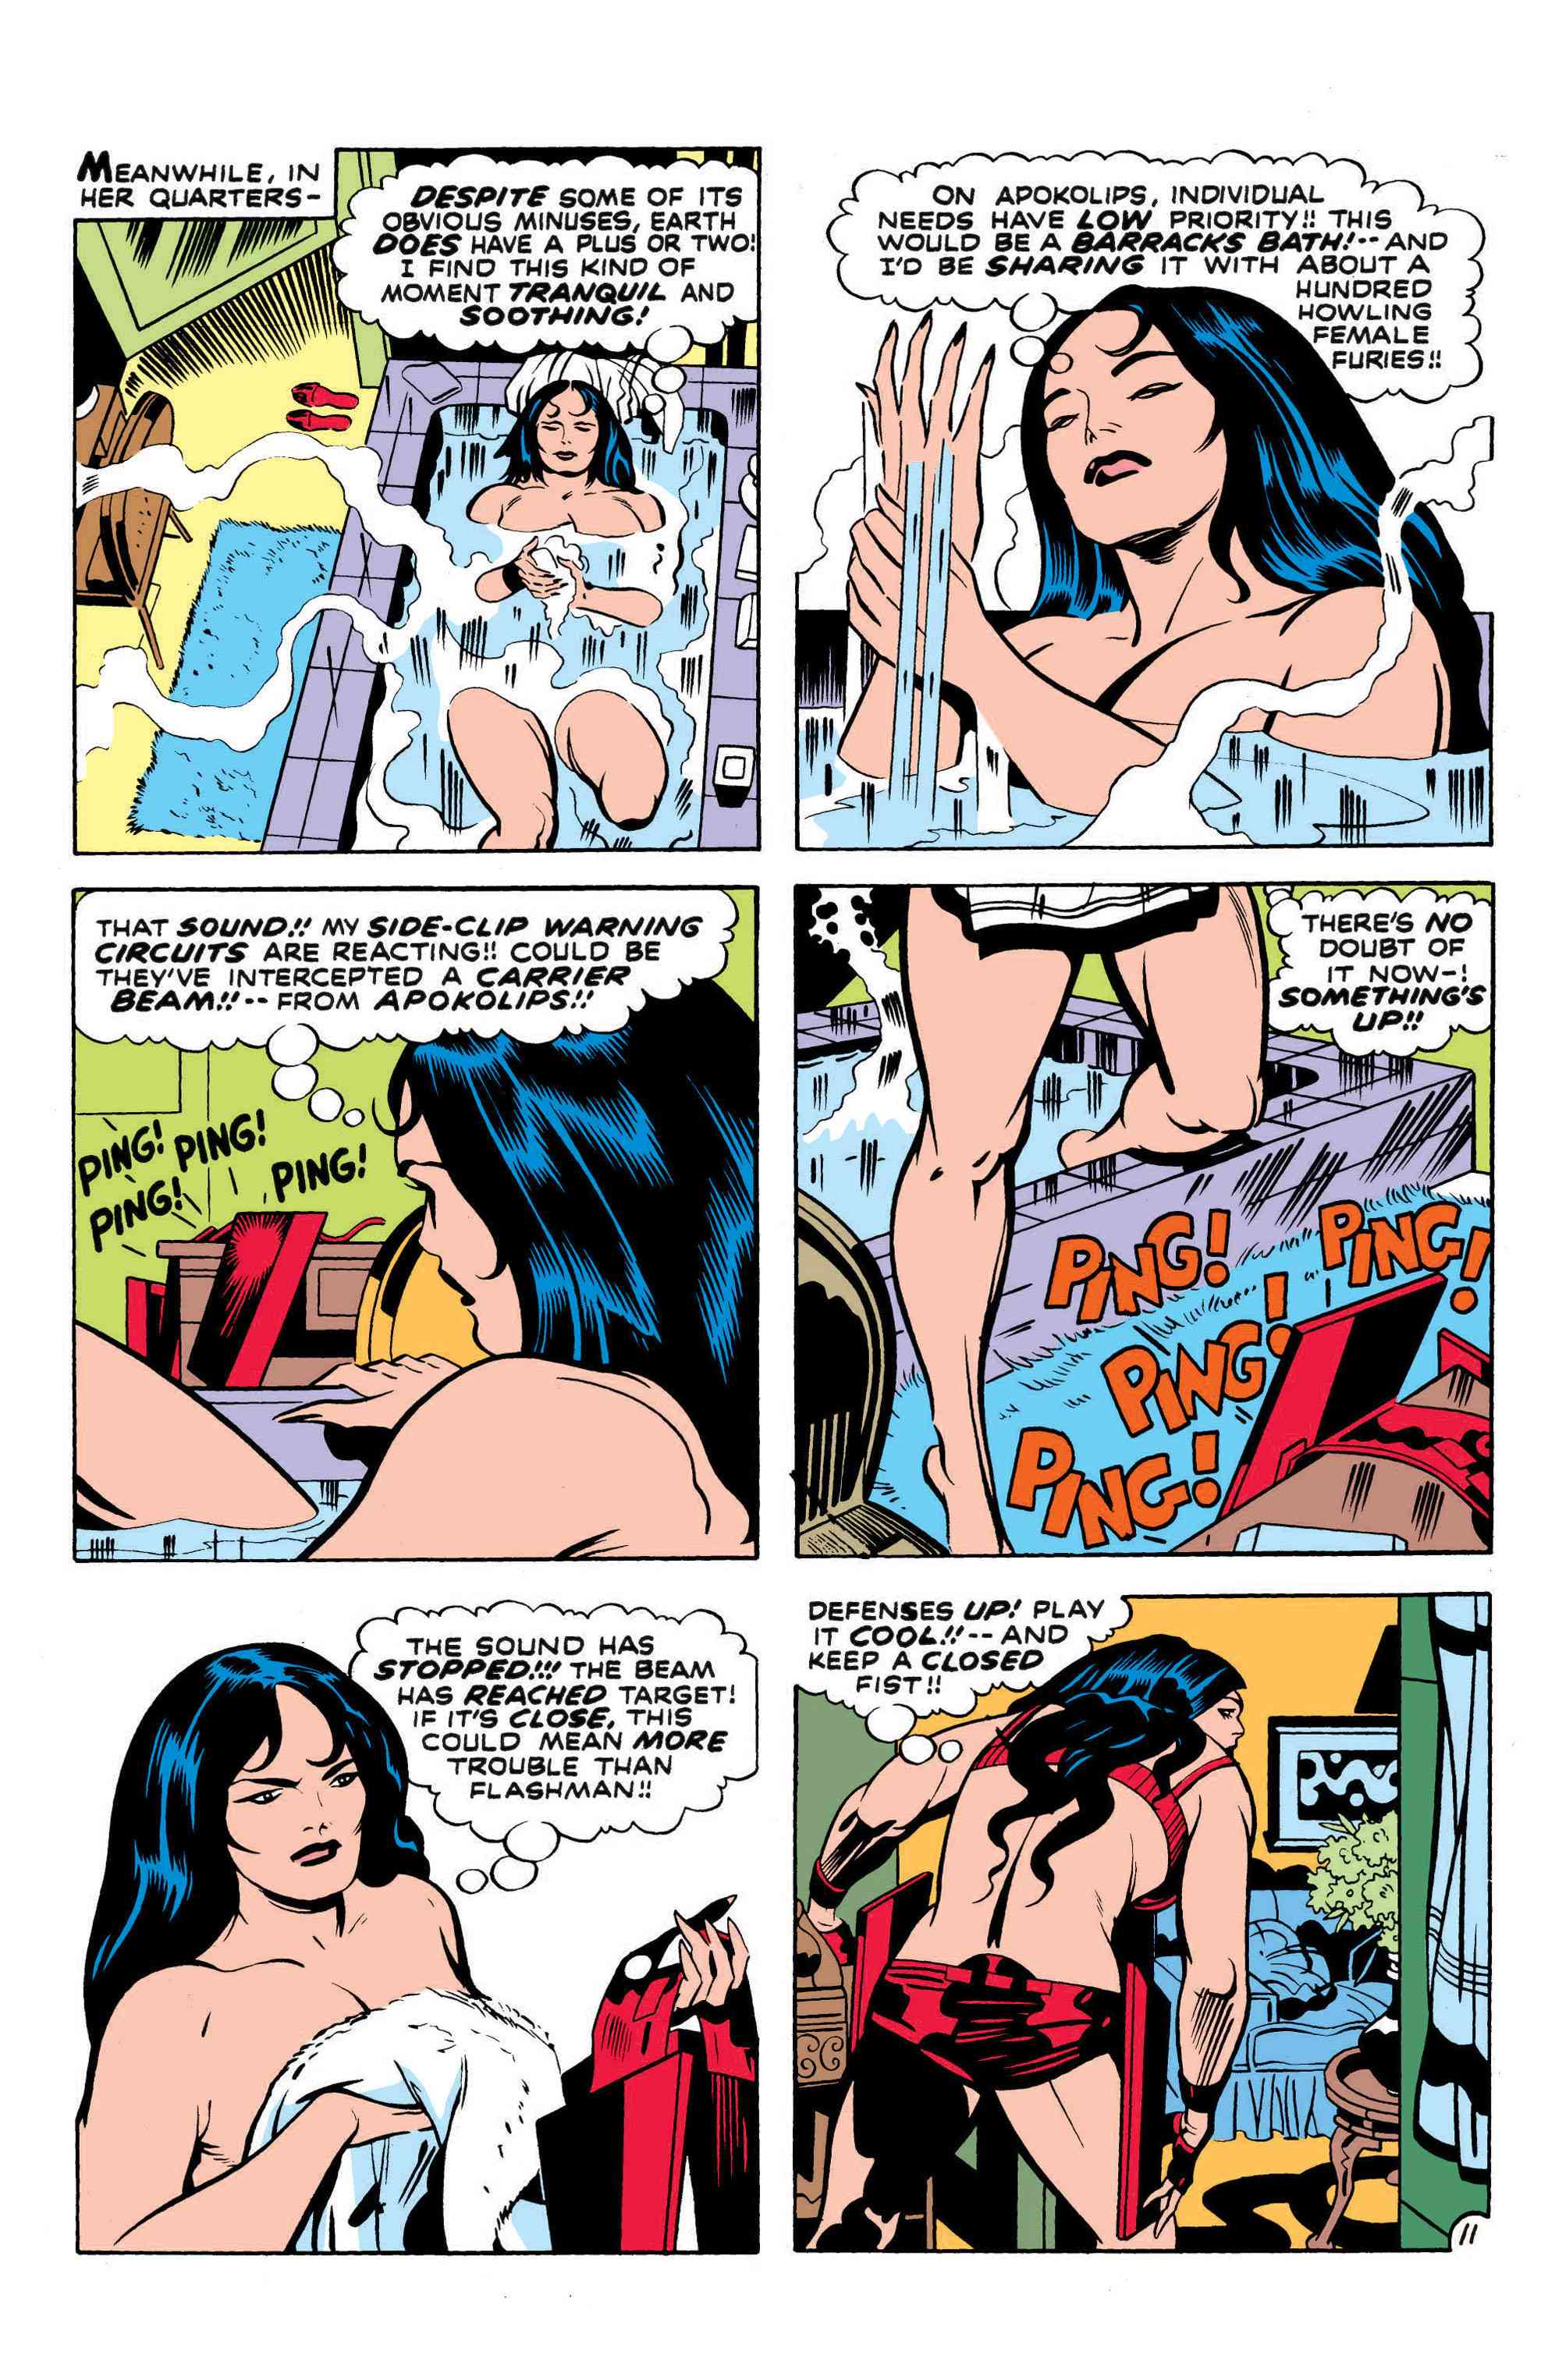 MEANWHILE, IN
HER QUARTERS-
DESPITE SOME OF ITS
OBVIOUS MINUSES, EARTH
DOES HAVE A PLUS OR TWO!
I FIND THIS KIND OF
MOMENT TRANQUIL AND
SOOTHING!
ON APOKOLIPS, INDIVIDUAL
NEEDS HAVE LOW PRIORITY!! THIS
WOULD BE A BARRACKS BATH!-- AND
I'D BE SHARING IT WITH ABOUT A
HUNDRED
HOWLING
FEMALE
FURIES!!
THAT SOUND!! MY SIDE-CLIP WARNING
CIRCUITS ARE REACTING!! COULD BE
THEY'VE INTERCEPTED A CARRIER
BEAM!!-- FROM APOKOLIPS!!
PING! PING!
PING! PING!
THERE'S NO
DOUBT OF
IT NOW-!
SOMETHING'S
UP!!
PING! PING!
PING!
PING!
THE SOUND HAS
STOPPED!!! THE BEAM
HAS REACHED TARGET!
IF IT'S CLOSE, THIS
COULD MEAN MORE
TROUBLE THAN
FLASHMAN!!
DEFENSES UP! PLAY
IT COOL!!-- AND
KEEP A CLOSED
FIST!!
11